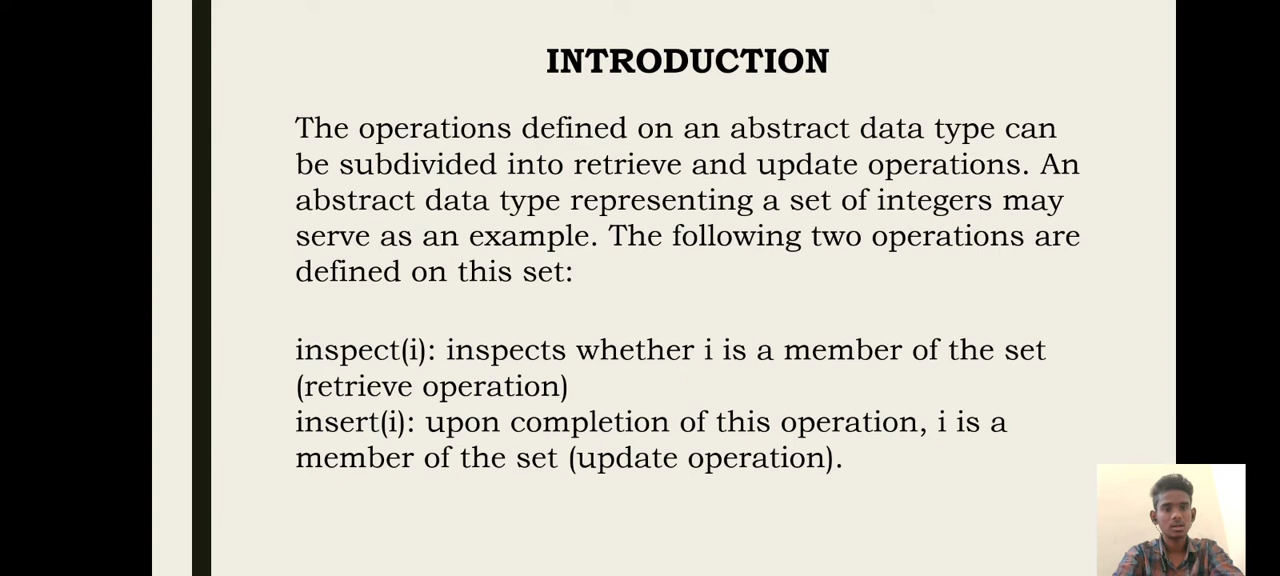 INTRODUCTION
The operations defined on an abstract data type can
be subdivided into retrieve and update operations. An
abstract data type representing a set of integers may
serve as an example. The following two operations are
defined on this set:
inspect(i): inspects whether i is a member of the set
(retrieve operation)
insert(i): upon completion of this operation, i is a
member of the set (update operation).